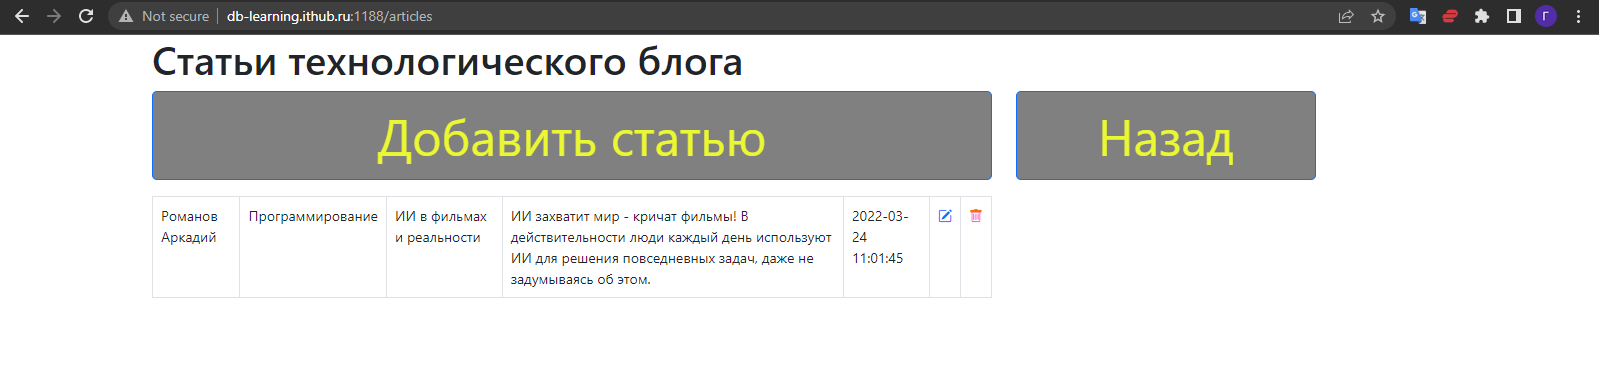 Not secure db-learning.ithub.ru:1188/articles Г
Статьи технологического блога
Добавить статью Назад
Романов Программирование ИИ в фильмах ИИ захватит мир - кричат фильмы! В 2022-03-
Аркадий и реальности действительности люди каждый день используют 24
ИИ для решения повседневных задач, даже не 11:01:45
задумываясь об этом.